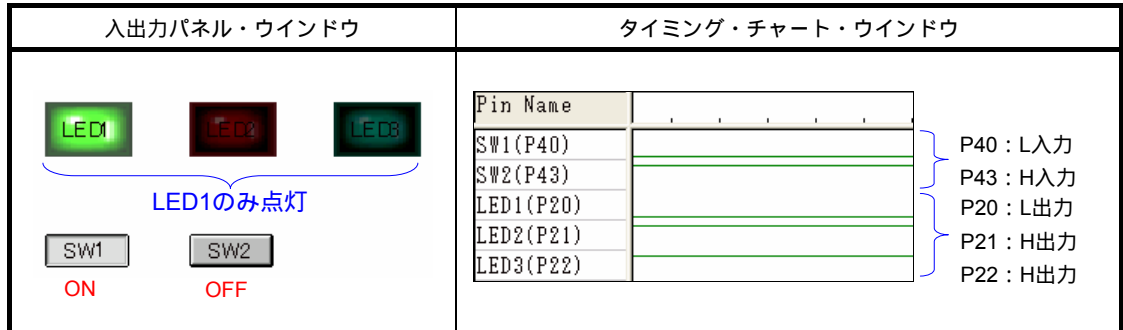 入出力パネル・ウインドウ
タイミング・チャート・ウインドウ
LED1
LED2
LED3
LED1のみ点灯
SW1
SW2
ON
OFF
Pin Name
SW1(P40)
SW2(P43)
LED1(P20)
LED2(P21)
LED3(P22)
P40：L入力
P43：H入力
P20：L出力
P21：H出力
P22：H出力